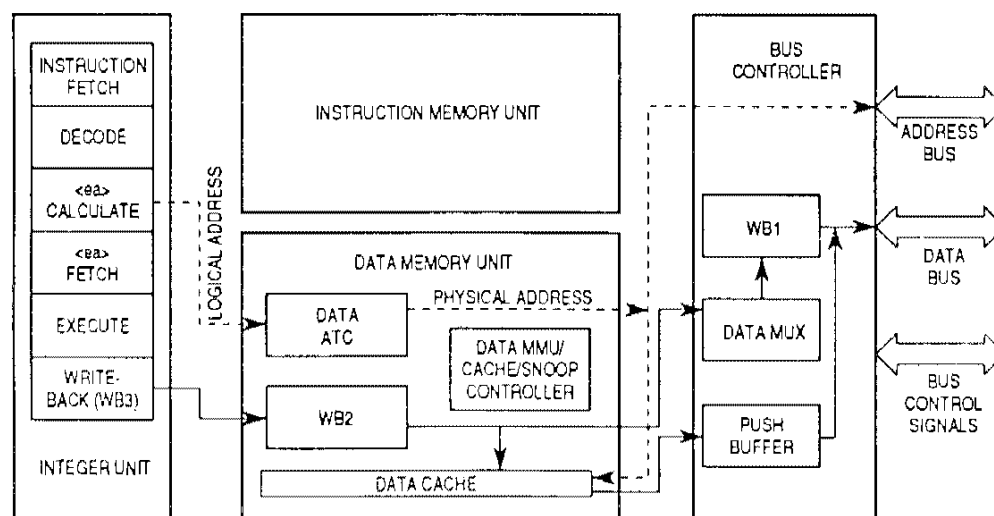 INSTRUCTION
FETCH
DECODE
<ea>
CALCULATE
<ea>
FETCH
EXECUTE
WRITE-
BACK (WB3)
INTEGER UNIT
LOGICAL ADDRESS
INSTRUCTION MEMORY UNIT
DATA MEMORY UNIT
DATA
ATC
PHYSICAL ADDRESS
DATA MMU/
CACHE/SNOOP
CONTROLLER
WB2
DATA CACHE
BUS
CONTROLLER
WB1
DATA MUX
PUSH
BUFFER
ADDRESS
BUS
DATA
BUS
BUS
CONTROL
SIGNALS